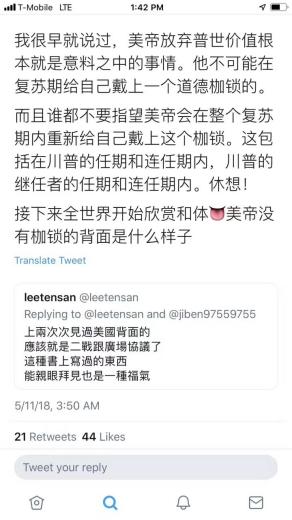 T-Mobile LTE 1:42 PM
我很早就说过，美帝放弃普世价值根
本就是意料之中的事情。他不可能在
复苏期给自己戴上一个道德枷锁的。
而且谁都不要指望美帝会在整个复苏
期内重新给自己戴上这个枷锁。这包
括在川普的任期和连任期内，川普的
继任者的任期和连任期内。休想！
接下来全世界开始欣赏和体👅美帝没
有枷锁的背面是什么样子
Translate Tweet
leetensan @leetensan
Replying to @leetensan and @jiben97559755
上兩次次見過美國背面的
應該就是二戰跟廣場協議了
這種書上寫過的東西
能親眼拜見也是一種福氣
5/11/18, 3:50 AM
21 Retweets 44 Likes
Tweet your reply